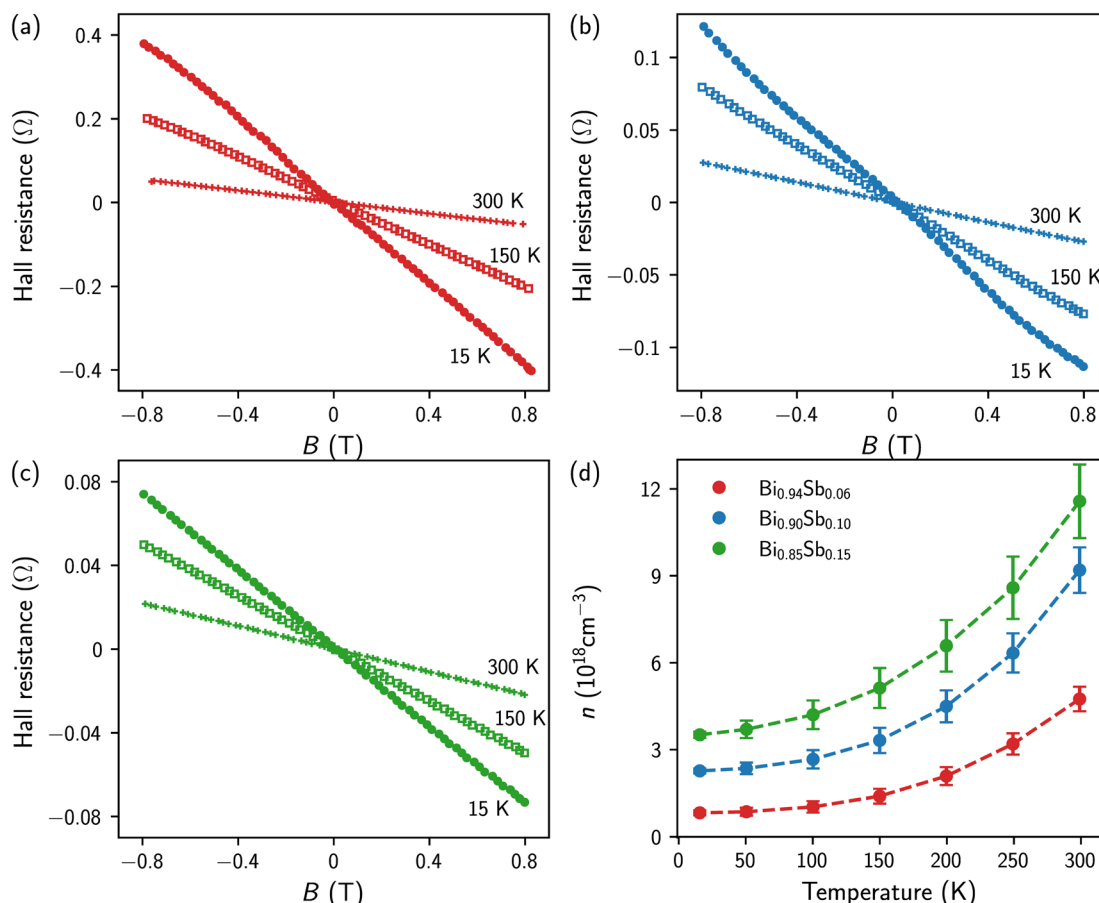 (a)
Hall resistance (Ω)
0.4
0.2
0
−0.2
−0.4
300 K
150 K
15 K
−0.8 −0.4 0 0.4 0.8
B (T)
(b)
Hall resistance (Ω)
0.1
0.05
0
−0.05
−0.1
300 K
150 K
15 K
−0.8 −0.4 0 0.4 0.8
B (T)
(c)
Hall resistance (Ω)
0.08
0.04
0
−0.04
−0.08
300 K
150 K
15 K
−0.8 −0.4 0 0.4 0.8
B (T)
(d)
n (10¹⁸cm⁻³)
12
9
6
3
0
Bi₀.₉₄Sb₀.₀₆
Bi₀.₉₀Sb₀.₁₀
Bi₀.₈₅Sb₀.₁₅
0 50 100 150 200 250 300
Temperature (K)